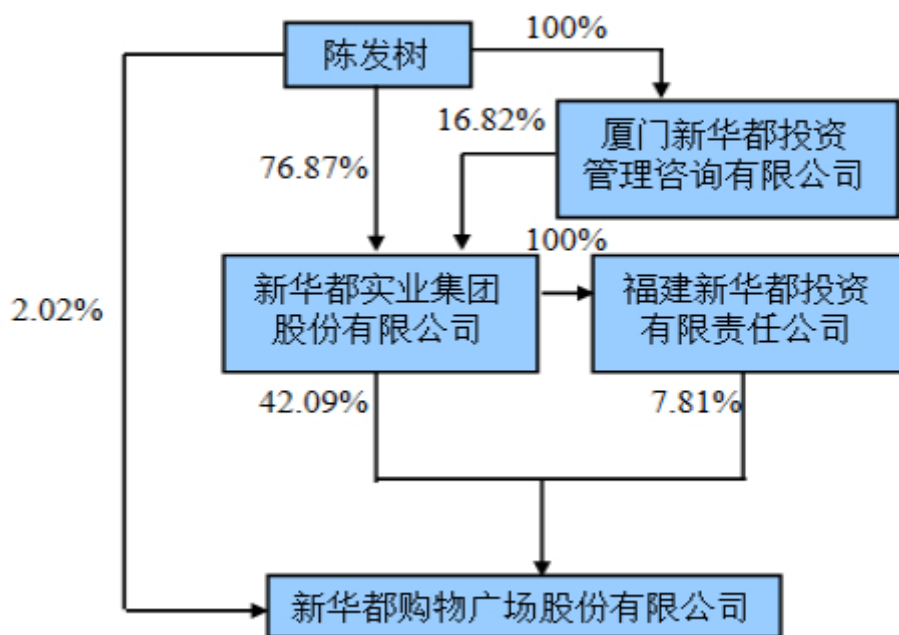 100%
陈发树
16.82%
厦门新华都投资
管理咨询有限公司
76.87%
100%
新华都实业集团
股份有限公司
福建新华都投资
有限责任公司
2.02%
42.09%
7.81%
新华都购物广场股份有限公司